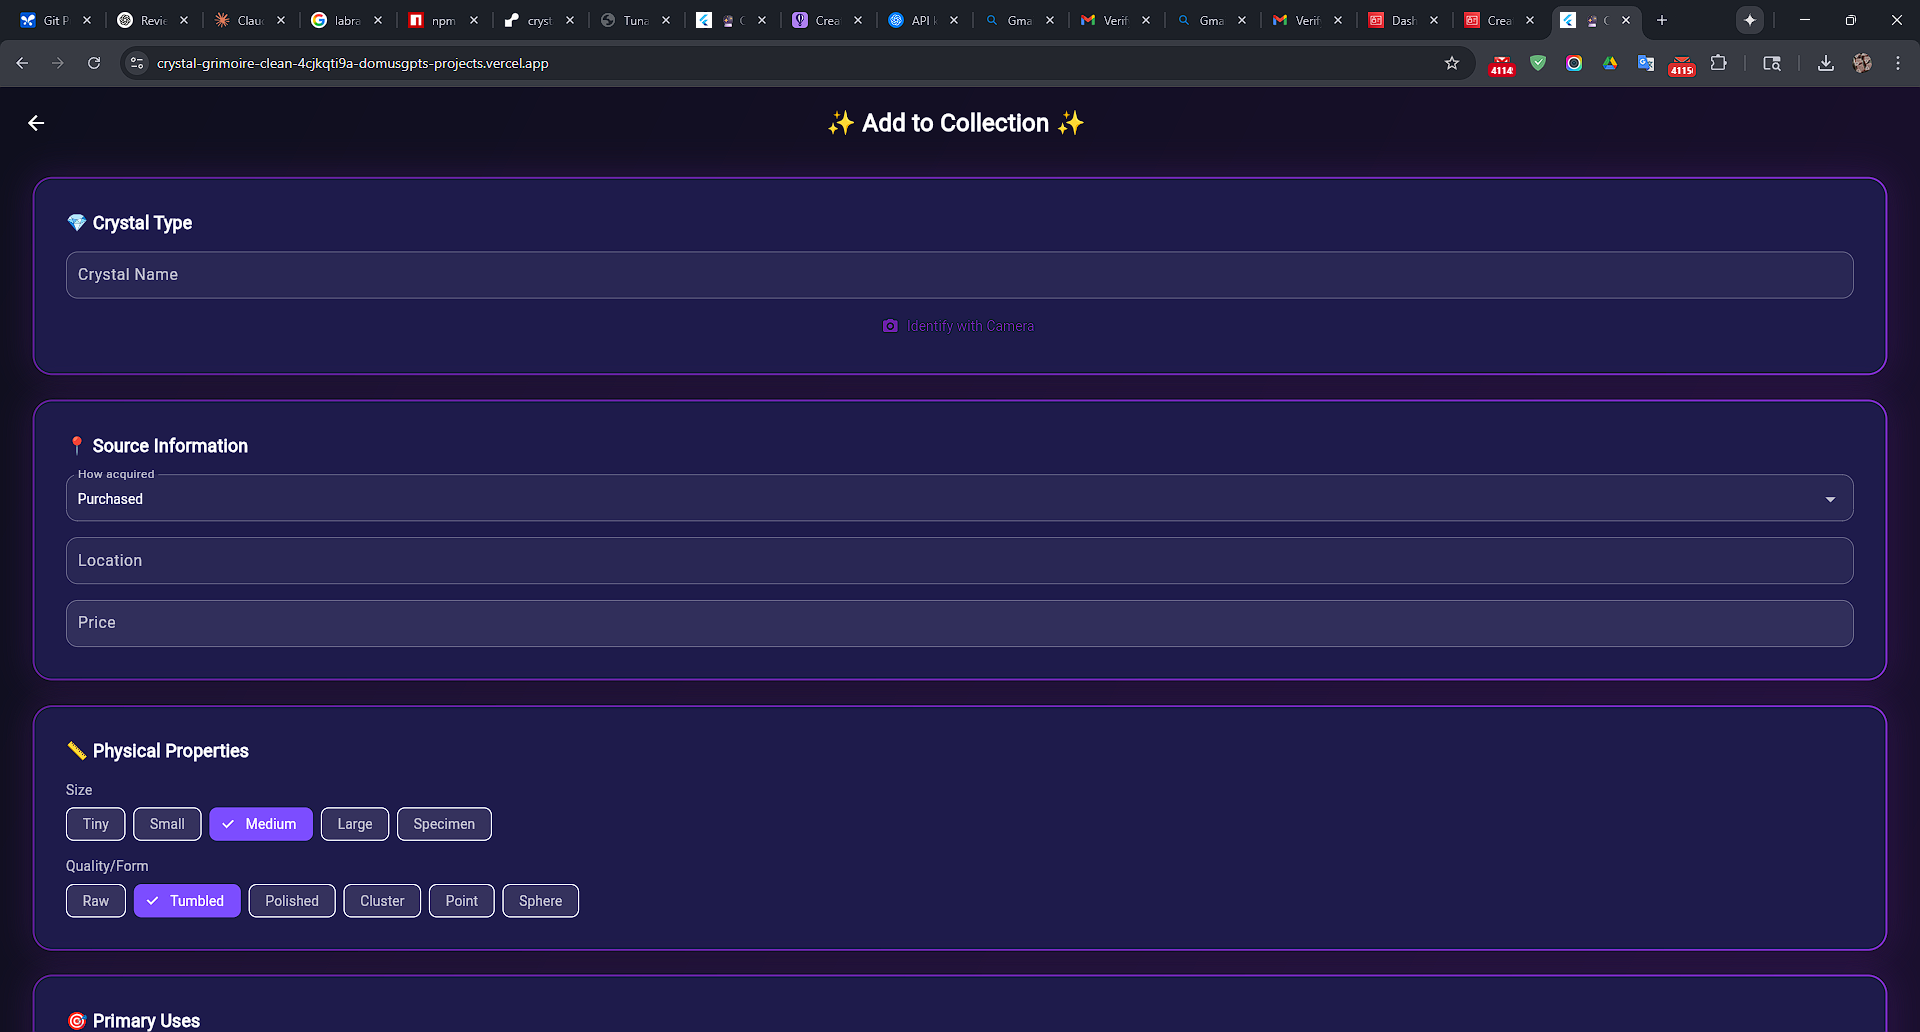 Git P
Revie
Claud
labra
npm
cryst
Tuna
C
Crea
API k
Gma
Verif
Gma
Verif
Dash
Crea
C
crystal-grimoire-clean-4cjkqti9a-domusgpts-projects.vercel.app
✨ Add to Collection ✨
💎 Crystal Type
Crystal Name
Identify with Camera
📍 Source Information
How acquired
Purchased
Location
Price
📏 Physical Properties
Size
Tiny Small Medium Large Specimen
Quality/Form
Raw Tumbled Polished Cluster Point Sphere
🎯 Primary Uses